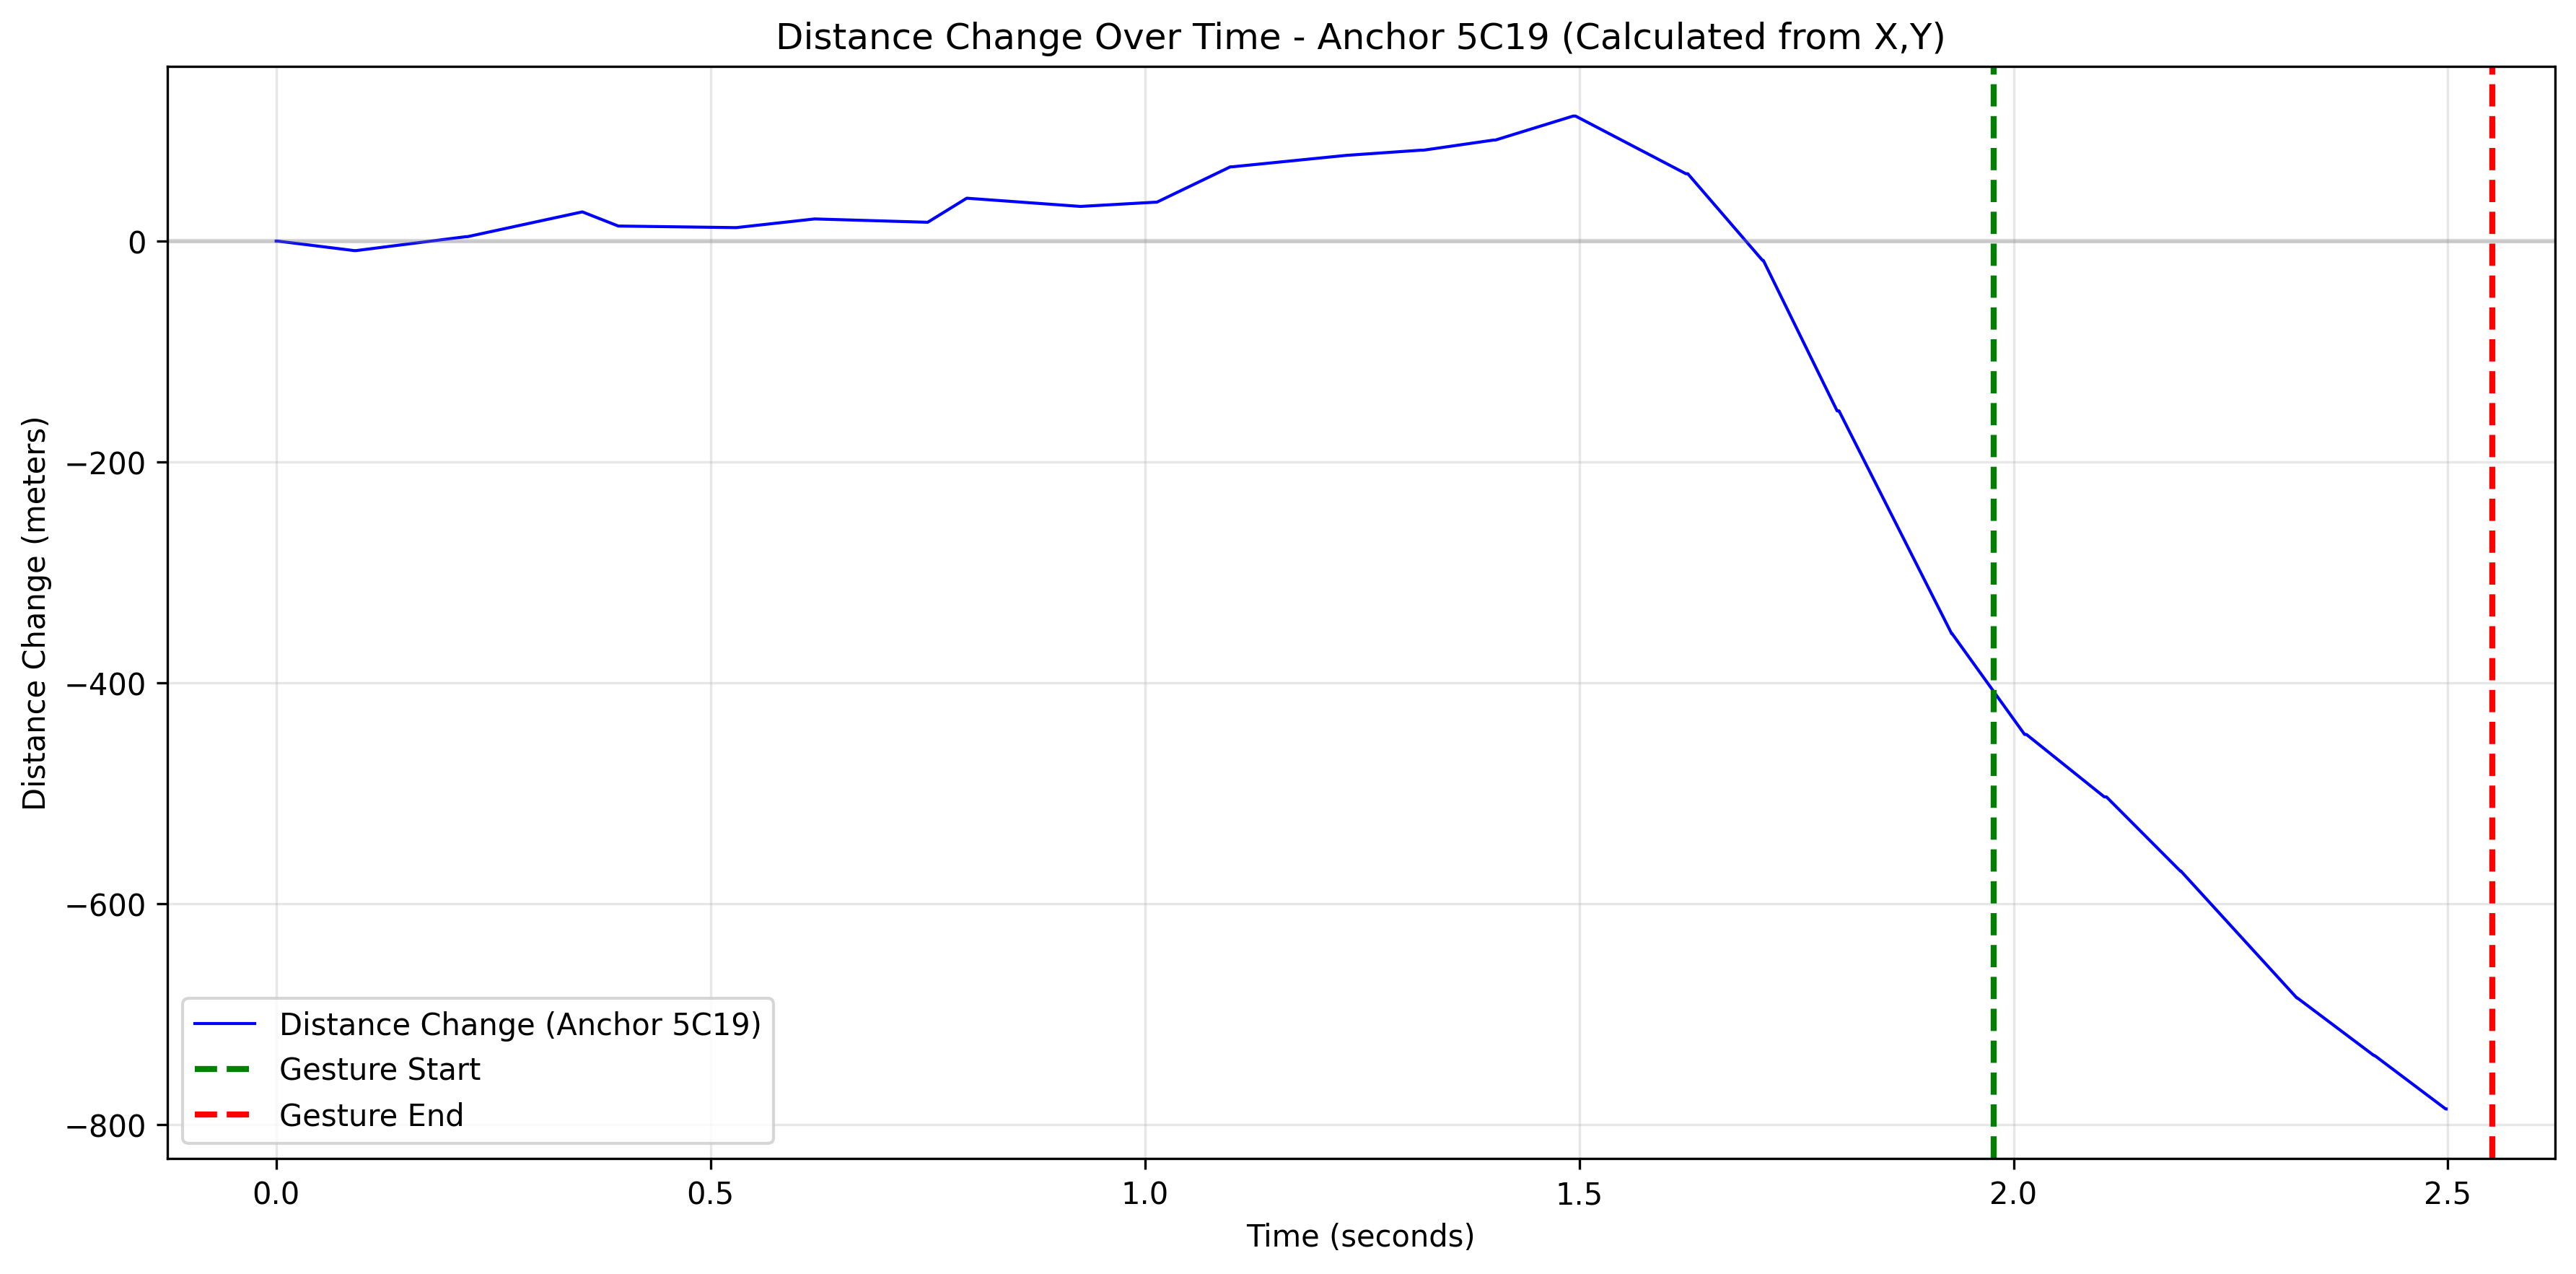 Distance Change Over Time - Anchor 5C19 (Calculated from X,Y)
Distance Change (meters)
0
−200
−400
−600
−800
Distance Change (Anchor 5C19)
Gesture Start
Gesture End
0.0 0.5 1.0 1.5 2.0 2.5
Time (seconds)